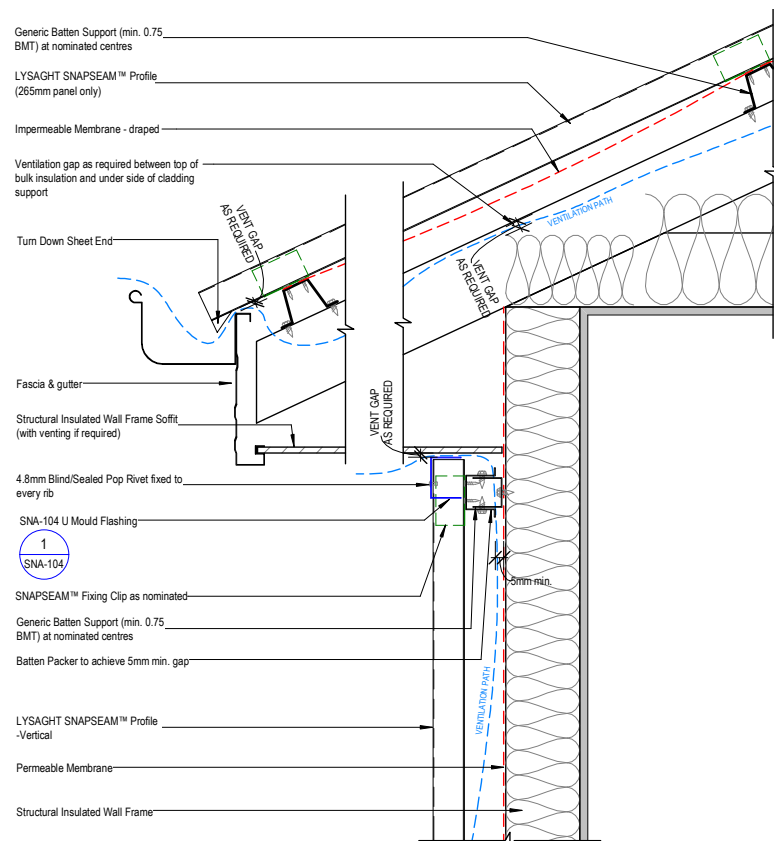 Generic Batten Support (min. 0.75
BMT) at nominated centres
LYSAGHT SNAPSEAM™ Profile
(265mm panel only)
Impermeable Membrane - draped
Ventilation gap as required between top of
bulk insulation and under side of cladding
support
VENTILATION PATH
VENT GAP
AS REQUIRED
Turn Down Sheet End
VENT GAP
AS REQUIRED
Fascia & gutter
VENT GAP
AS REQUIRED
Structural Insulated Wall Frame Soffit
(with venting if required)
4.8mm Blind/Sealed Pop Rivet fixed to
every rib
SNA-104 U Mould Flashing
1
SNA-104
5mm min.
SNAPSEAM™ Fixing Clip as nominated
Generic Batten Support (min. 0.75
BMT) at nominated centres
Batten Packer to achieve 5mm min. gap
VENTILATION PATH
LYSAGHT SNAPSEAM™ Profile
-Vertical
Permeable Membrane
Structural Insulated Wall Frame